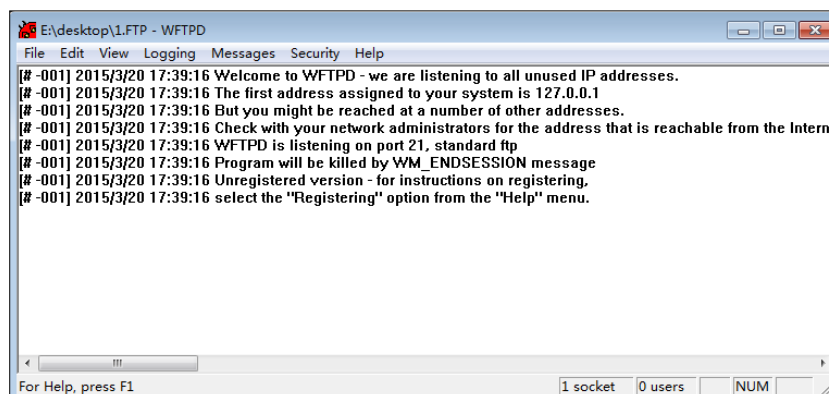 E:\desktop\1.FTP - WFTPD
File Edit View Logging Messages Security Help
[# -001] 2015/3/20 17:39:16 Welcome to WFTPD - we are listening to all unused IP addresses.
[# -001] 2015/3/20 17:39:16 The first address assigned to your system is 127.0.0.1
[# -001] 2015/3/20 17:39:16 But you might be reached at a number of other addresses.
[# -001] 2015/3/20 17:39:16 Check with your network administrators for the address that is reachable from the Intern
[# -001] 2015/3/20 17:39:16 WFTPD is listening on port 21, standard ftp
[# -001] 2015/3/20 17:39:16 Program will be killed by WM_ENDSESSION message
[# -001] 2015/3/20 17:39:16 Unregistered version - for instructions on registering,
[# -001] 2015/3/20 17:39:16 select the "Registering" option from the "Help" menu.
For Help, press F1 1 socket 0 users NUM